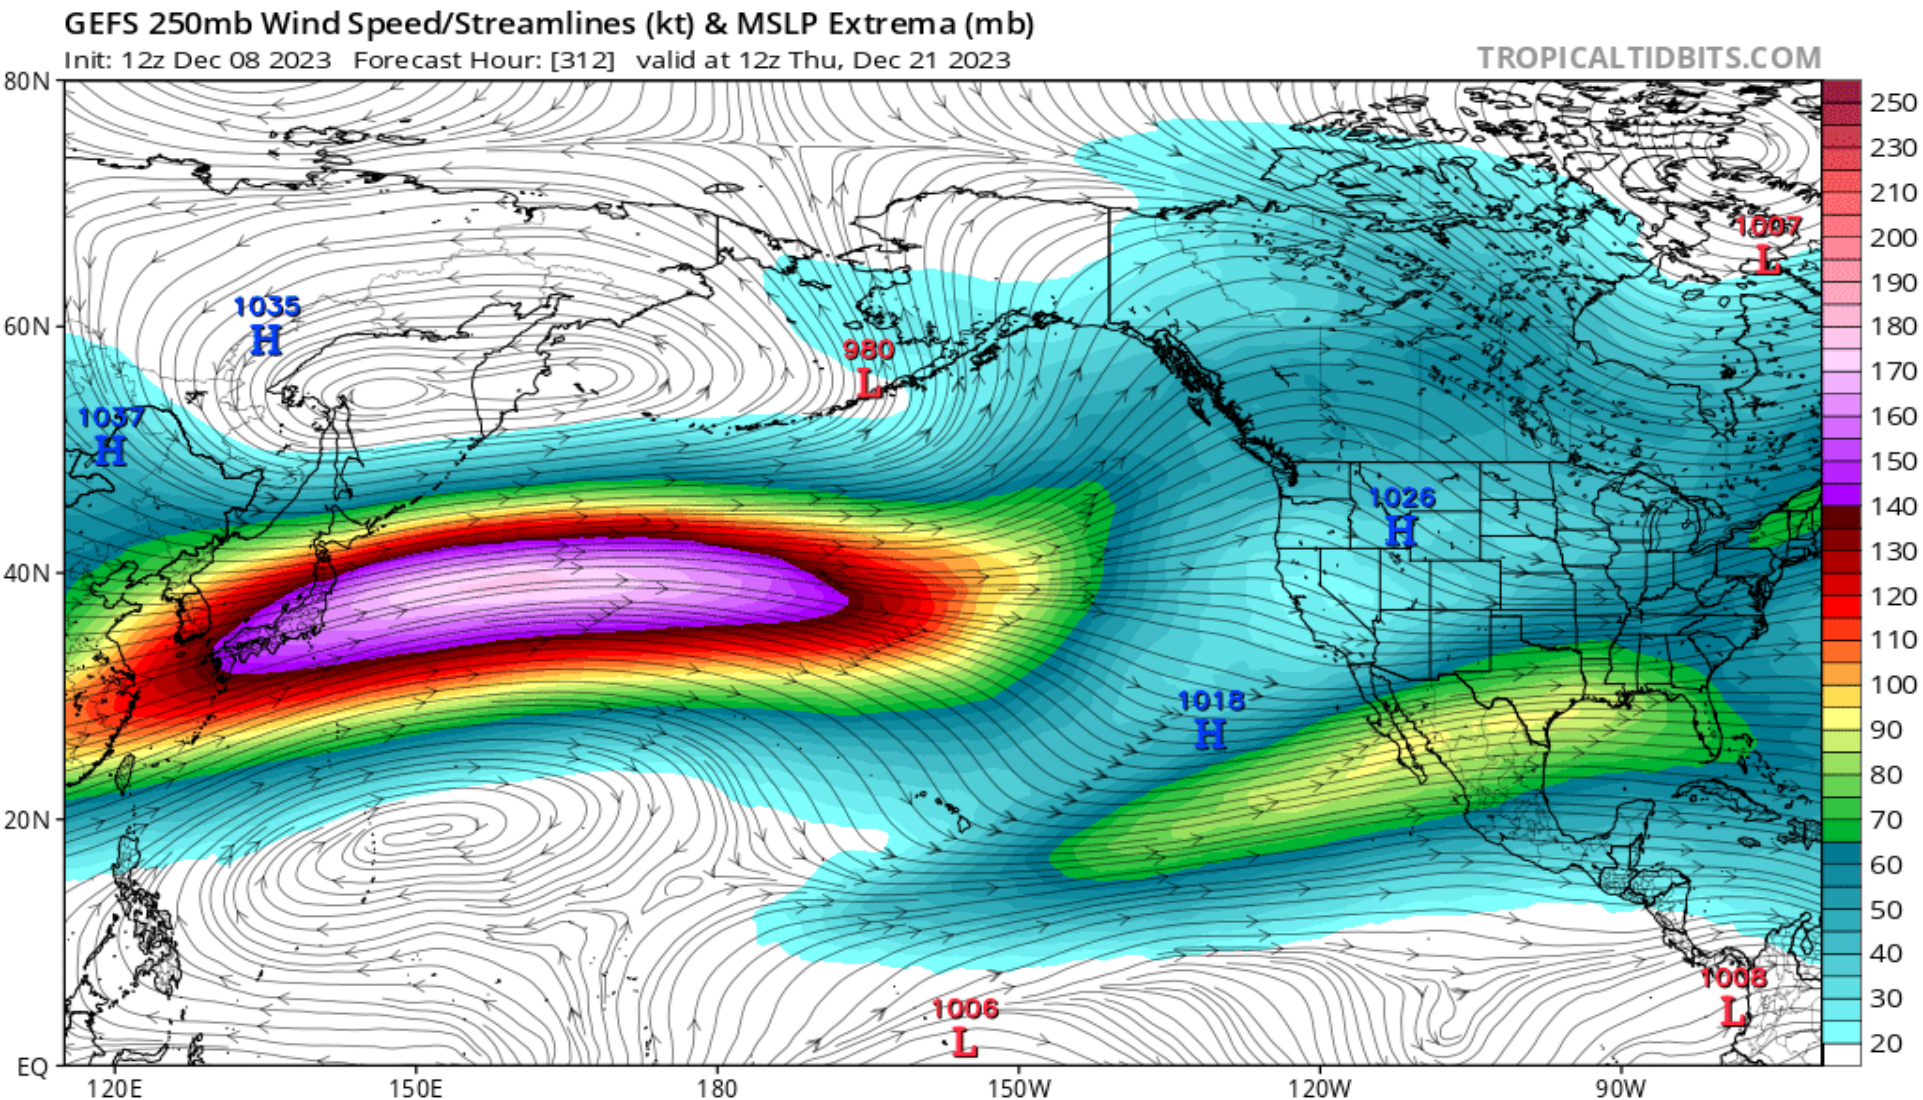 GEFS 250mb Wind Speed/Streamlines (kt) & MSLP Extrema (mb)
Init: 12z Dec 08 2023 Forecast Hour: [312] valid at 12z Thu, Dec 21 2023
TROPICALTIDBITS.COM
80N
60N
40N
20N
EQ
120E
150E
180
150W
120W
90W
1007
L
1035
H
980
L
1037
H
1026
H
1018
H
1006
L
1008
L
250
230
210
200
190
180
170
160
150
140
130
120
110
100
90
80
70
60
50
40
30
20